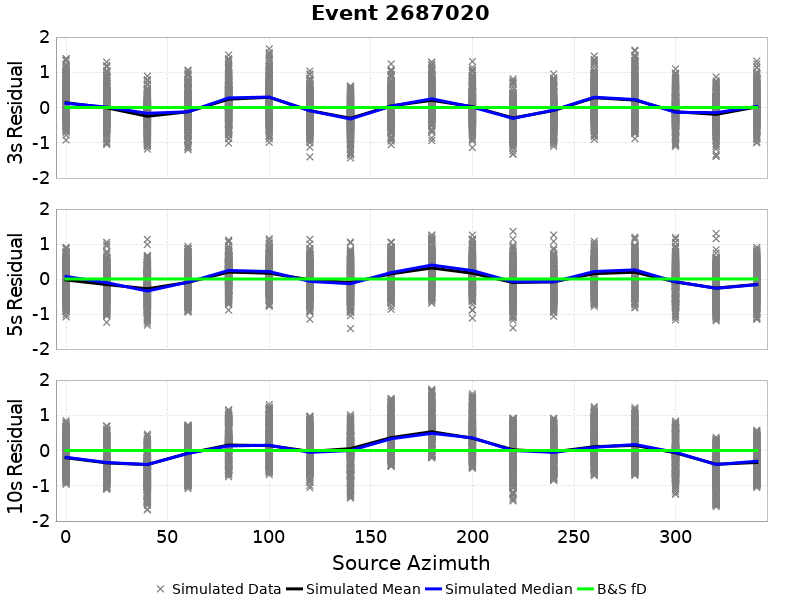 Event 2687020
3s Residual
2
1
0
-1
-2
5s Residual
2
1
0
-1
-2
10s Residual
2
1
0
-1
-2
0 50 100 150 200 250 300
Source Azimuth
Simulated Data Simulated Mean Simulated Median B&S fD